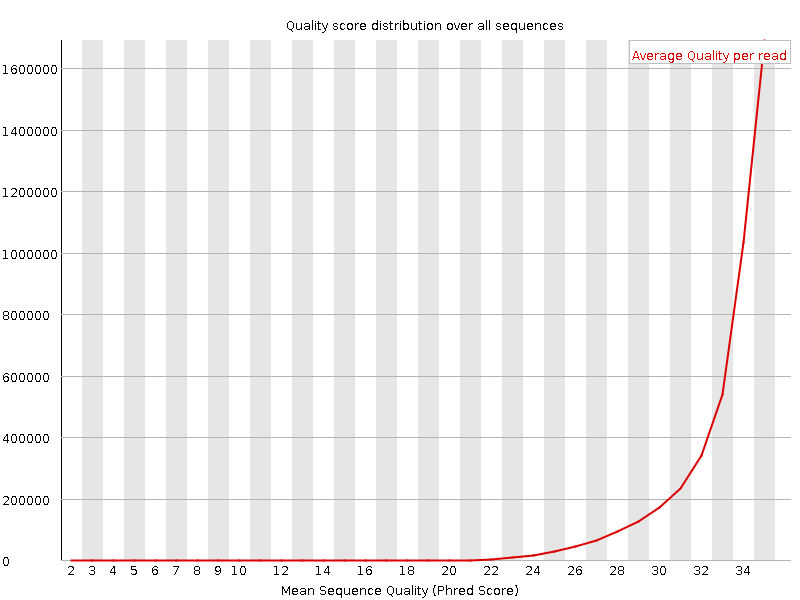 Quality score distribution over all sequences
Average Quality per read
1600000
1400000
1200000
1000000
800000
600000
400000
200000
0
2 3 4 5 6 7 8 9 10 12 14 16 18 20 22 24 26 28 30 32 34
Mean Sequence Quality (Phred Score)